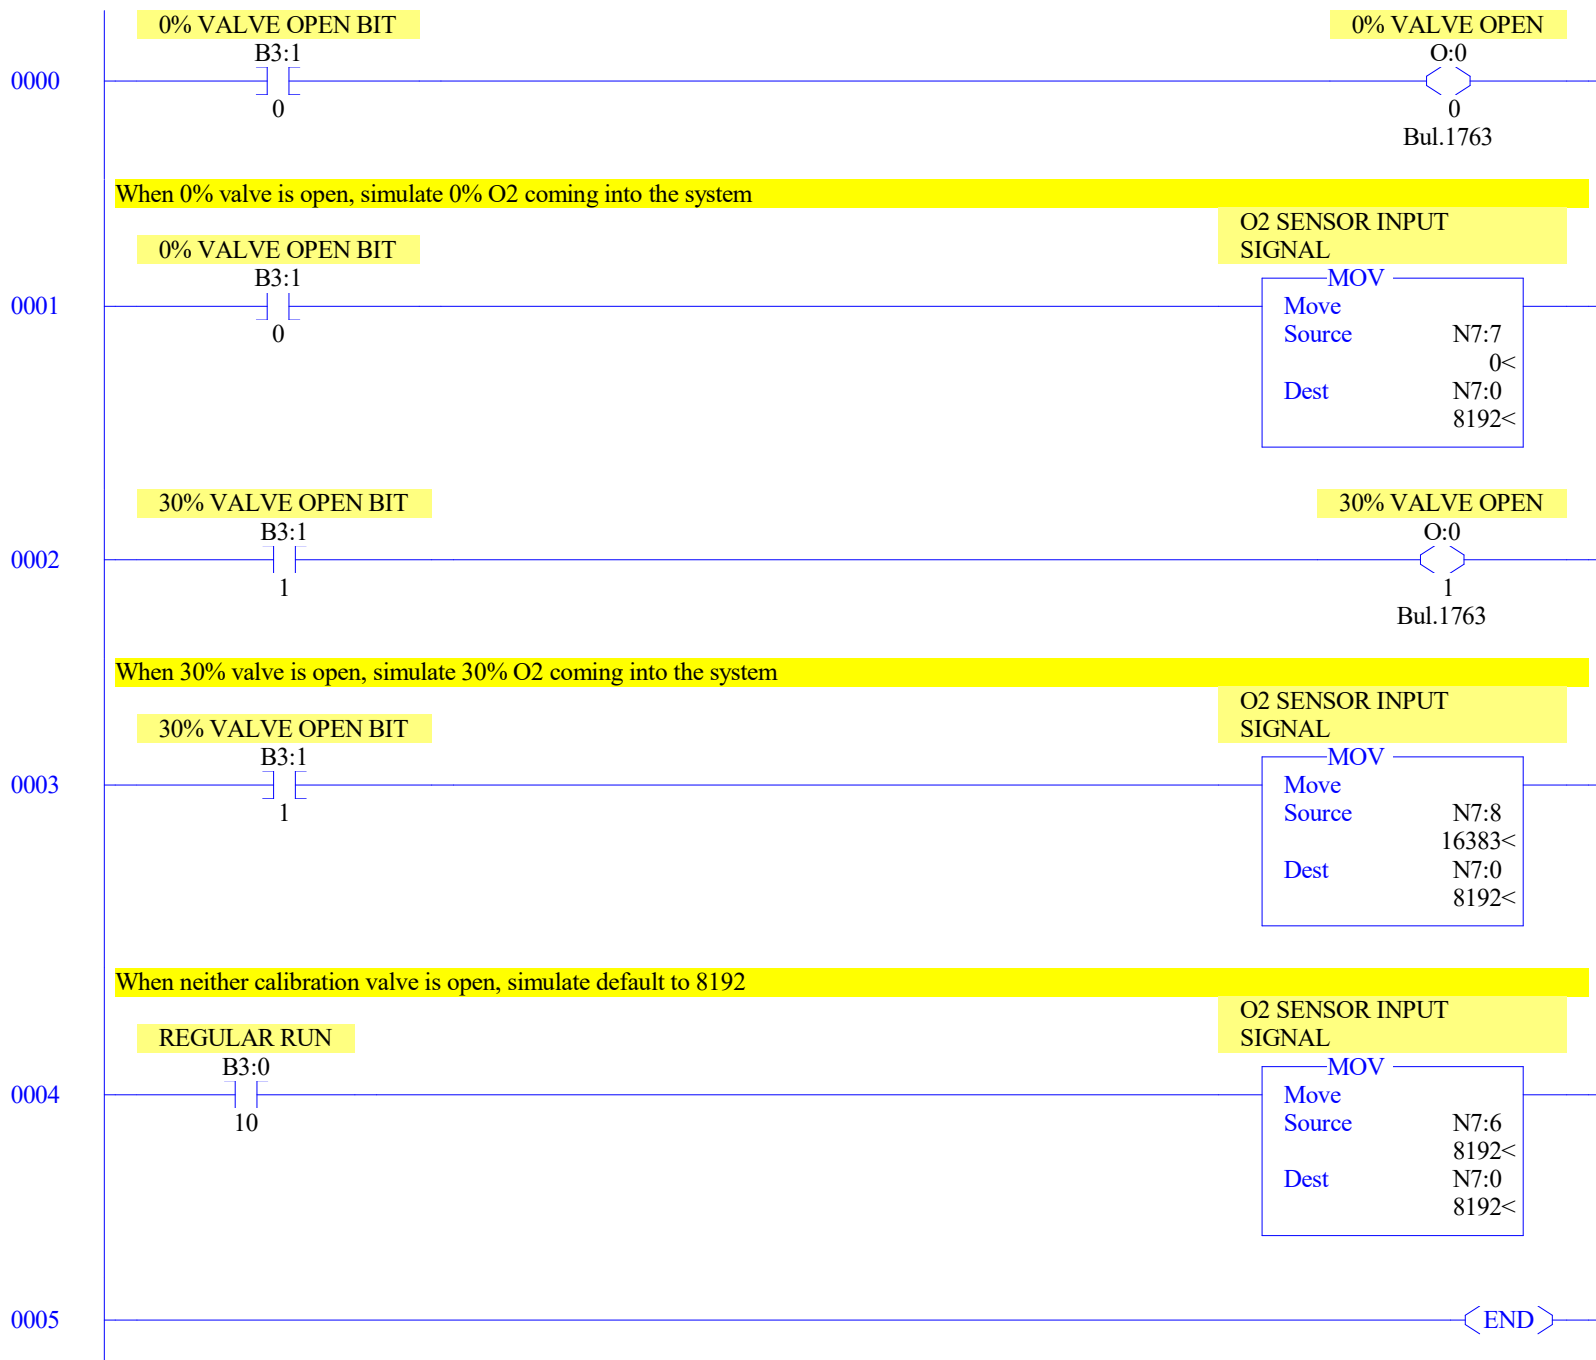 0% VALVE OPEN BIT
0% VALVE OPEN
B3:1
O:0
0000
0
0
Bul.1763
When 0% valve is open, simulate 0% O2 coming into the system
O2 SENSOR INPUT
SIGNAL
0% VALVE OPEN BIT
B3:1
MOV
0001
Move
0
Source N7:7
0<
Dest N7:0
8192<
30% VALVE OPEN BIT
30% VALVE OPEN
B3:1
O:0
0002
1
1
Bul.1763
When 30% valve is open, simulate 30% O2 coming into the system
O2 SENSOR INPUT
SIGNAL
30% VALVE OPEN BIT
B3:1
MOV
0003
Move
1
Source N7:8
16383<
Dest N7:0
8192<
When neither calibration valve is open, simulate default to 8192
O2 SENSOR INPUT
SIGNAL
REGULAR RUN
B3:0
MOV
0004
Move
10
Source N7:6
8192<
Dest N7:0
8192<
0005
END